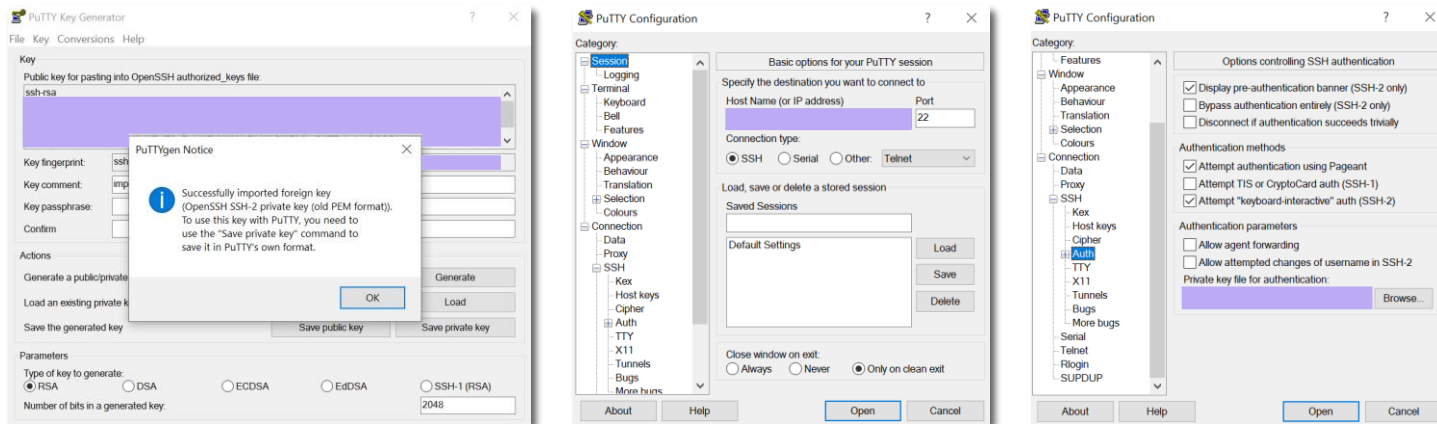 PuTTY Key Generator
?
File Key Conversions Help
Key
Public key for pasting into OpenSSH authorized_keys file:
ssh-rsa
Key fingerprint:
ssh
Key comment:
imp
Key passphrase:
Confirm
PuTTYgen Notice
Successfully imported foreign key
(OpenSSH SSH-2 private key (old PEM format)).
To use this key with PuTTY, you need to
use the "Save private key" command to
save it in PuTTY's own format.
OK
Actions
Generate a public/private
Generate
Load an existing private k
Load
Save the generated key
Save public key
Save private key
Parameters
Type of key to generate:
RSA DSA ECDSA EdDSA SSH-1 (RSA)
Number of bits in a generated key:
2048
PuTTY Configuration
?
Category:
Session
Logging
Terminal
Keyboard
Bell
Features
Window
Appearance
Behaviour
Translation
Selection
Colours
Connection
Data
Proxy
SSH
Kex
Host keys
Cipher
Auth
TTY
X11
Tunnels
Bugs
More bugs
Basic options for your PuTTY session
Specify the destination you want to connect to
Host Name (or IP address)
Port
22
Connection type:
SSH Serial Other: Telnet
Load, save or delete a stored session
Saved Sessions
Default Settings
Load
Save
Delete
Close window on exit:
Always Never Only on clean exit
About Help Open Cancel
PuTTY Configuration
?
Category:
Features
Window
Appearance
Behaviour
Translation
Selection
Colours
Connection
Data
Proxy
SSH
Kex
Host keys
Cipher
Auth
TTY
X11
Tunnels
Bugs
More bugs
Serial
Telnet
Rlogin
SUPDUP
Options controlling SSH authentication
Display pre-authentication banner (SSH-2 only)
Bypass authentication entirely (SSH-2 only)
Disconnect if authentication succeeds trivially
Authentication methods
Attempt authentication using Pageant
Attempt TIS or CryptoCard auth (SSH-1)
Attempt "keyboard-interactive" auth (SSH-2)
Authentication parameters
Allow agent forwarding
Allow attempted changes of username in SSH-2
Private key file for authentication:
Browse...
About Help Open Cancel